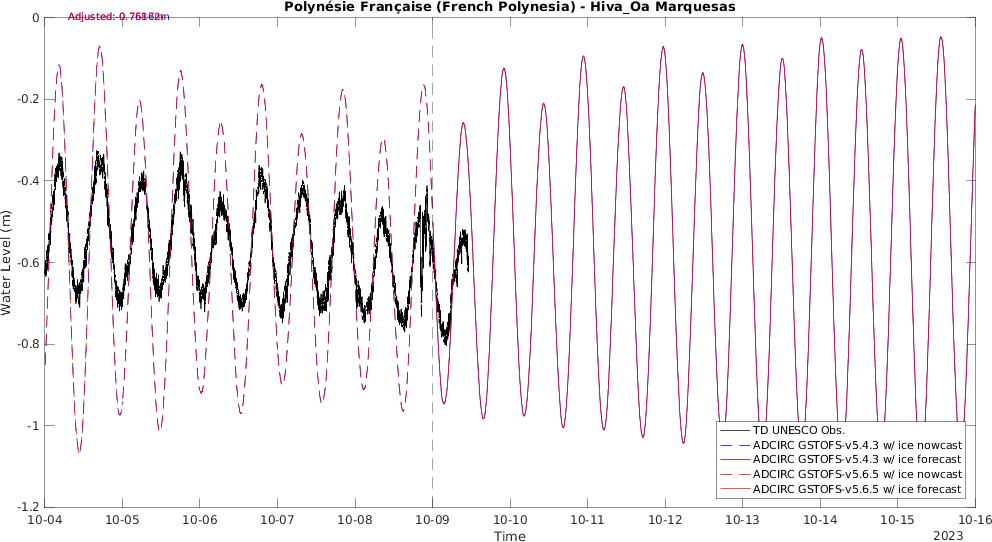 Polynésie Française (French Polynesia) - Hiva_Oa Marquesas
Adjusted:
0
-0.2
-0.4
-0.6
-0.8
-1
-1.2
Water Level (m)
10-04
10-05
10-06
10-07
10-08
10-09
10-10
10-11
10-12
10-13
10-14
10-15
10-16
Time
2023
TD UNESCO Obs.
ADCIRC GSTOFS-v5.4.3 w/ ice nowcast
ADCIRC GSTOFS-v5.4.3 w/ ice forecast
ADCIRC GSTOFS-v5.6.5 w/ ice nowcast
ADCIRC GSTOFS-v5.6.5 w/ ice forecast